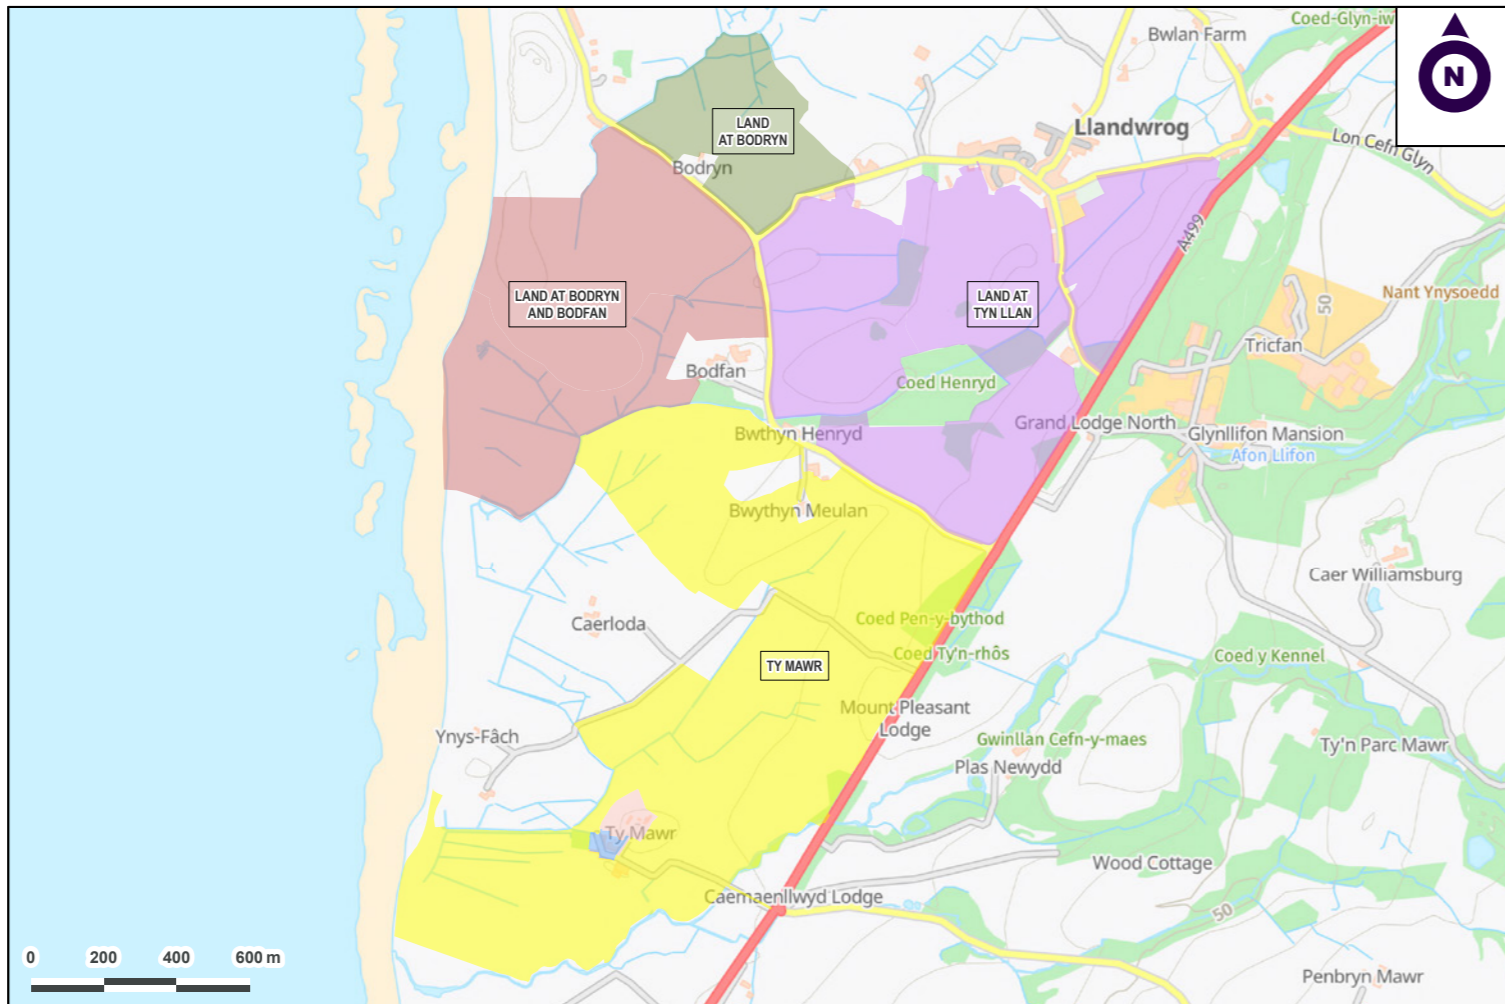 Coed-Glyn-iw
Bwlan Farm
N
LAND
AT BODRYN
Llandwrog
Lon Cefn Glyn
Bodryn
A499
LAND AT BODRYN
AND BODFAN
LAND AT
TYN LLAN
Nant Ynysoedd
50
Tricfan
Bodfan
Coed Henryd
Bwthyn Henryd
Grand Lodge North
Glynllifon Mansion
Afon Llifon
Bwythyn Meulan
Caer Williamsburg
Caerloda
Coed Pen-y-bythod
Coed Ty'n-rhôs
Coed y Kennel
TY MAWR
Mount Pleasant
Lodge
Ynys-Fâch
Gwinllan Cefn-y-maes
Ty'n Parc Mawr
Plas Newydd
Ty Mawr
Wood Cottage
Caemaenllwyd Lodge
50
0 200 400 600 m
Penbryn Mawr